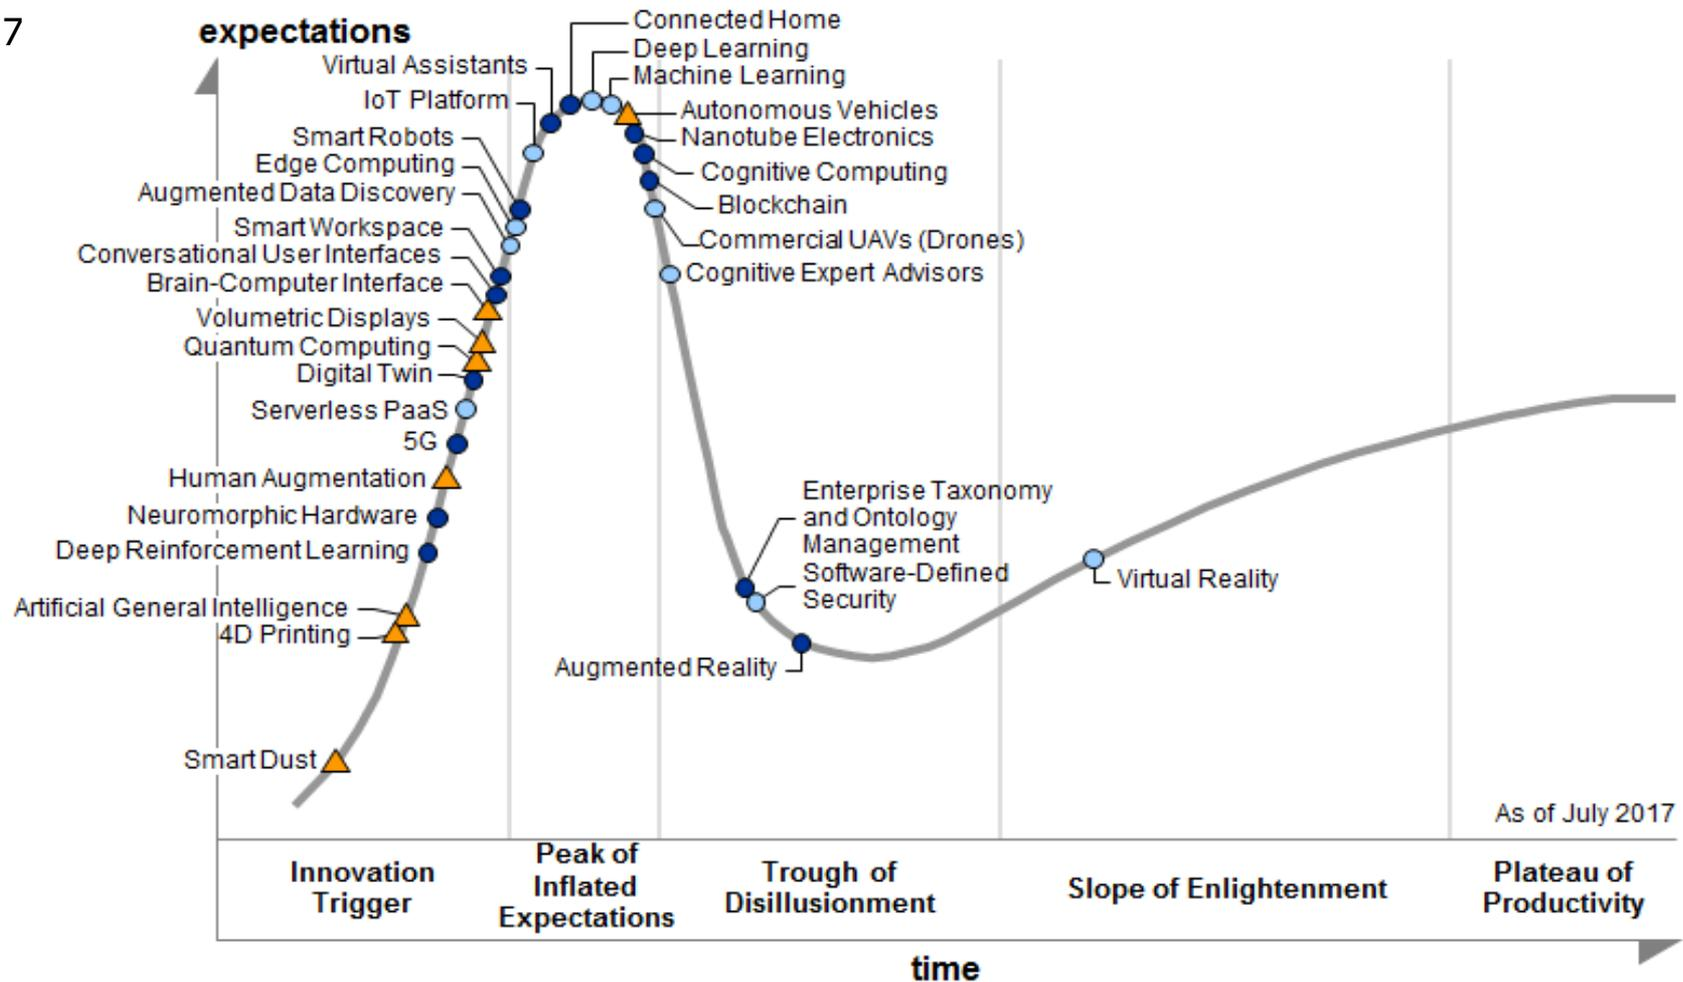 7
expectations
Connected Home
Deep Learning
Virtual Assistants
Machine Learning
IoT Platform
Autonomous Vehicles
Smart Robots
Nanotube Electronics
Edge Computing
Cognitive Computing
Augmented Data Discovery
Blockchain
Smart Workspace
Commercial UAVs (Drones)
Conversational User Interfaces
Cognitive Expert Advisors
Brain-Computer Interface
Volumetric Displays
Quantum Computing
Digital Twin
Serverless PaaS
5G
Human Augmentation
Enterprise Taxonomy
and Ontology
Management
Neuromorphic Hardware
Deep Reinforcement Learning
Software-Defined
Security
Virtual Reality
Artificial General Intelligence
4D Printing
Augmented Reality
Smart Dust
As of July 2017
Innovation
Trigger
Peak of
Inflated
Expectations
Trough of
Disillusionment
Slope of Enlightenment
Plateau of
Productivity
time